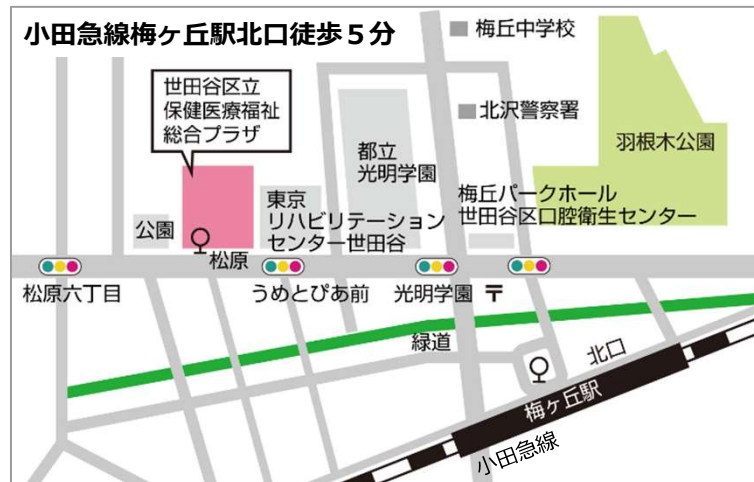 小田急線梅ヶ丘駅北口徒歩５分
梅丘中学校
世田谷区立
保健医療福祉
総合プラザ
北沢警察署
羽根木公園
都立
光明学園
梅丘パークホール
世田谷区口腔衛生センター
東京
リハビリテーション
センター世田谷
公園
松原
松原六丁目
うめとぴあ前
光明学園
〒
緑道
北口
梅ヶ丘駅
小田急線